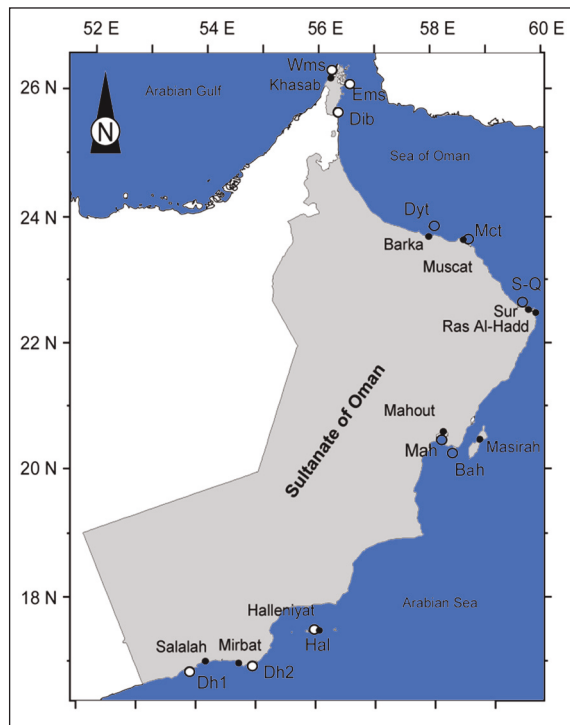 52 E 54 E 56 E 58 E 60 E
26 N
24 N
22 N
20 N
18 N
N
Arabian Gulf
Wms
Khasab
Ems
Dib
Sea of Oman
Dyt
Mct
Barka
Muscat
S-Q
Sur
Ras Al-Hadd
Sultanate of Oman
Mahout
Mah
Masirah
Bah
Halleniyat
Hal
Arabian Sea
Salalah
Mirbat
Dh1
Dh2